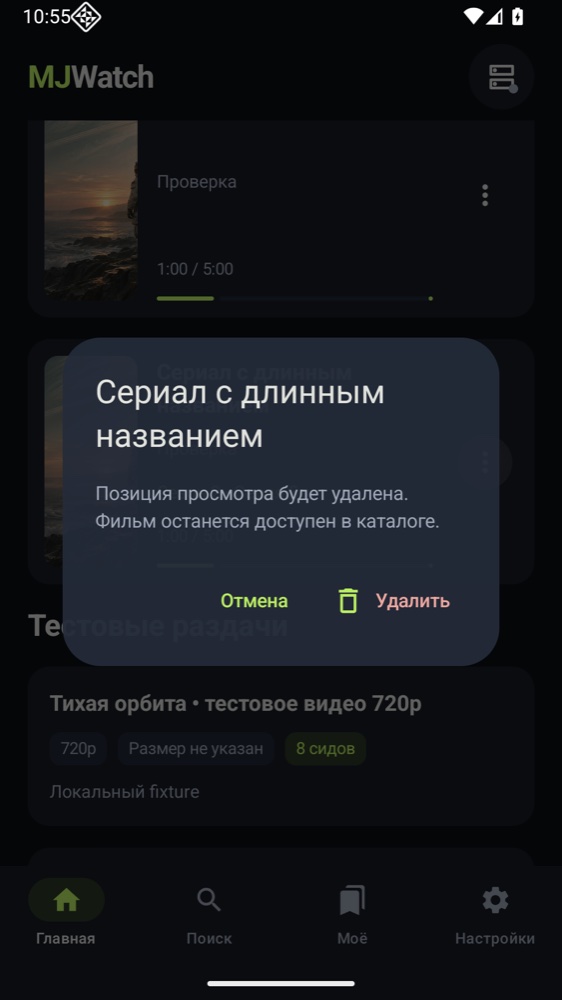 10:55
MJWatch
Проверка
1:00 / 5:00
Сериал с длинным
Сериал с длинным
названием
Позиция просмотра будет удалена.
Фильм останется доступен в каталоге.
Отмена
Удалить
Тестовые раздачи
Тихая орбита • тестовое видео 720p
720p
Размер не указан
8 сидов
Локальный fixture
Главная
Поиск
Моё
Настройки